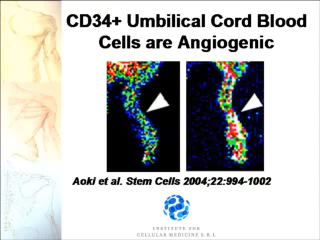 CD34+ Umbilical Cord Blood
Cells are Angiogenic
Aoki et al. Stem Cells 2004;22:994-1002
INSTITUTE FOR
CELLULAR MEDICINE S.R.L